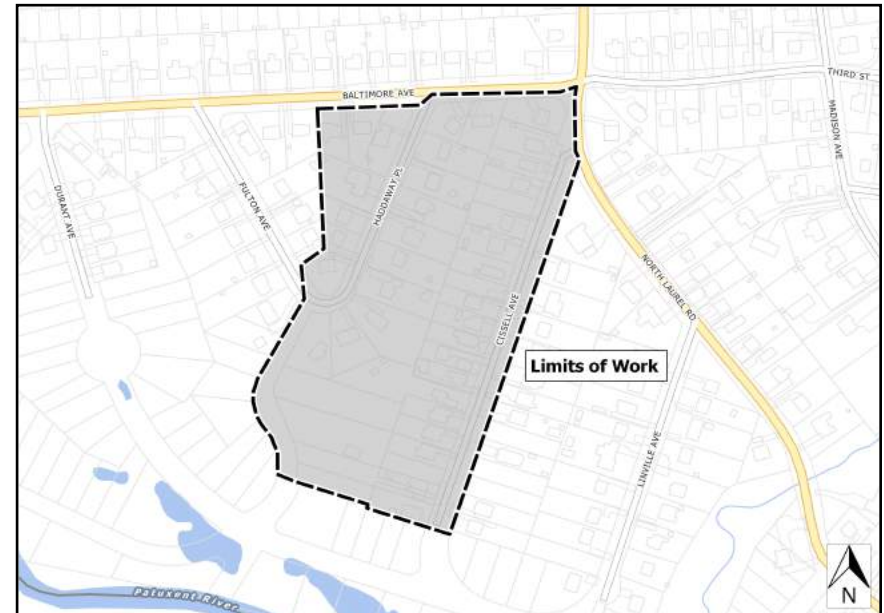 BALTIMORE AVE
THIRD ST
MADISON AVE
DURANT AVE
FULTON AVE
HADDAWAY PL
NORTH LAUREL RD
CISSELL AVE
Limits of Work
LINVILLE AVE
Patuxent River
N